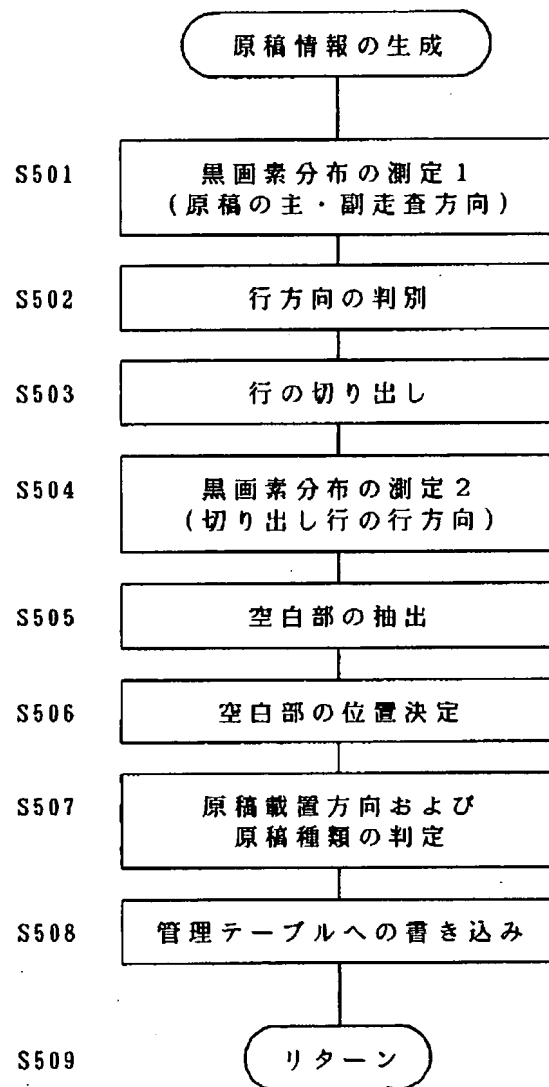 原稿情報の生成
S501
黒画素分布の測定1
(原稿の主・副走査方向)
S502
行方向の判別
S503
行の切り出し
S504
黒画素分布の測定2
(切り出し行の行方向)
S505
空白部の抽出
S506
空白部の位置決定
S507
原稿載置方向および
原稿種類の判定
S508
管理テーブルへの書き込み
S509
リターン